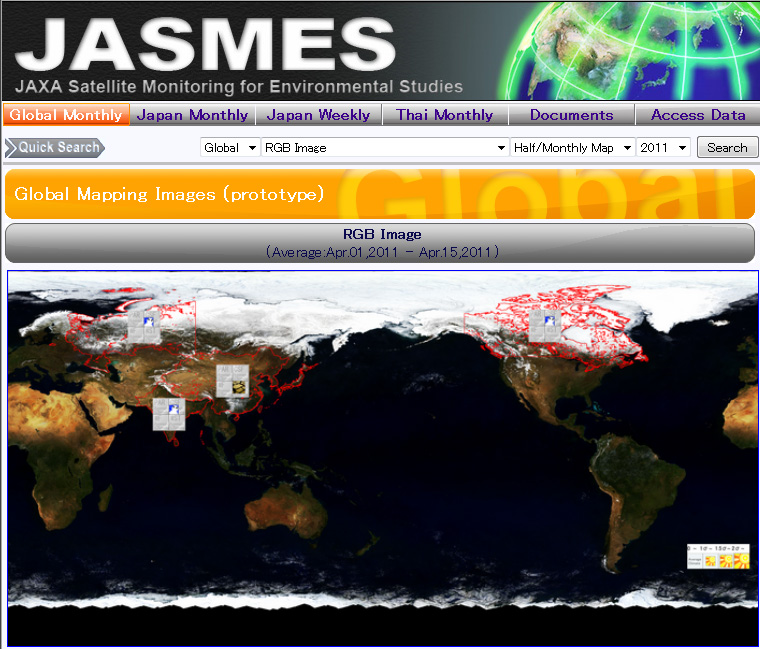 JASMES
JAXA Satellite Monitoring for Environmental Studies
Global Monthly Japan Monthly Japan Weekly Thai Monthly Documents Access Data
Quick Search Global RGB Image Half/Monthly Map 2011 Search
Global Mapping Images (prototype)
Global
RGB Image
(Average:Apr.01,2011 - Apr.15,2011)